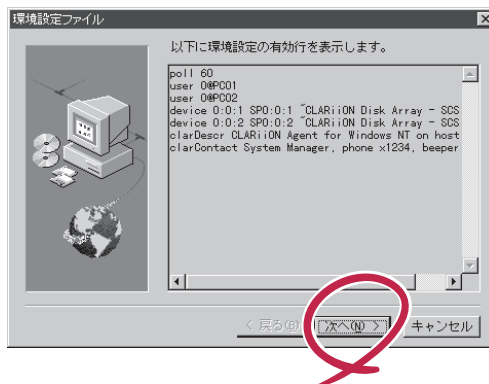 環境設定ファイル
以下に環境設定の有効行を表示します。
poll 60
user 0@PC01
user 0@PC02
device 0:0:1 SP0:0:1 ~CLARiiON Disk Array - SCS
device 0:0:2 SP0:0:2 ~CLARiiON Disk Array - SCS
clarDescr CLARiiON Agent for Windows NT on host
clarContact System Manager, phone x1234, beeper
< 戻る(B) 次へ(N) > キャンセル